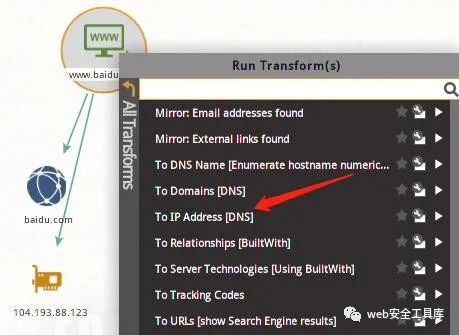 WWW
www.baidu
Run Transform(s)
All Transforms
Mirror: Email addresses found
Mirror: External links found
To DNS Name [Enumerate hostname numeric...
To Domains [DNS]
To IP Address [DNS]
To Relationships [BuiltWith]
To Server Technologies [Using BuiltWith]
To Tracking Codes
To URLs [show Search Engine results]
baidu.com
104.193.88.123
web安全工具库